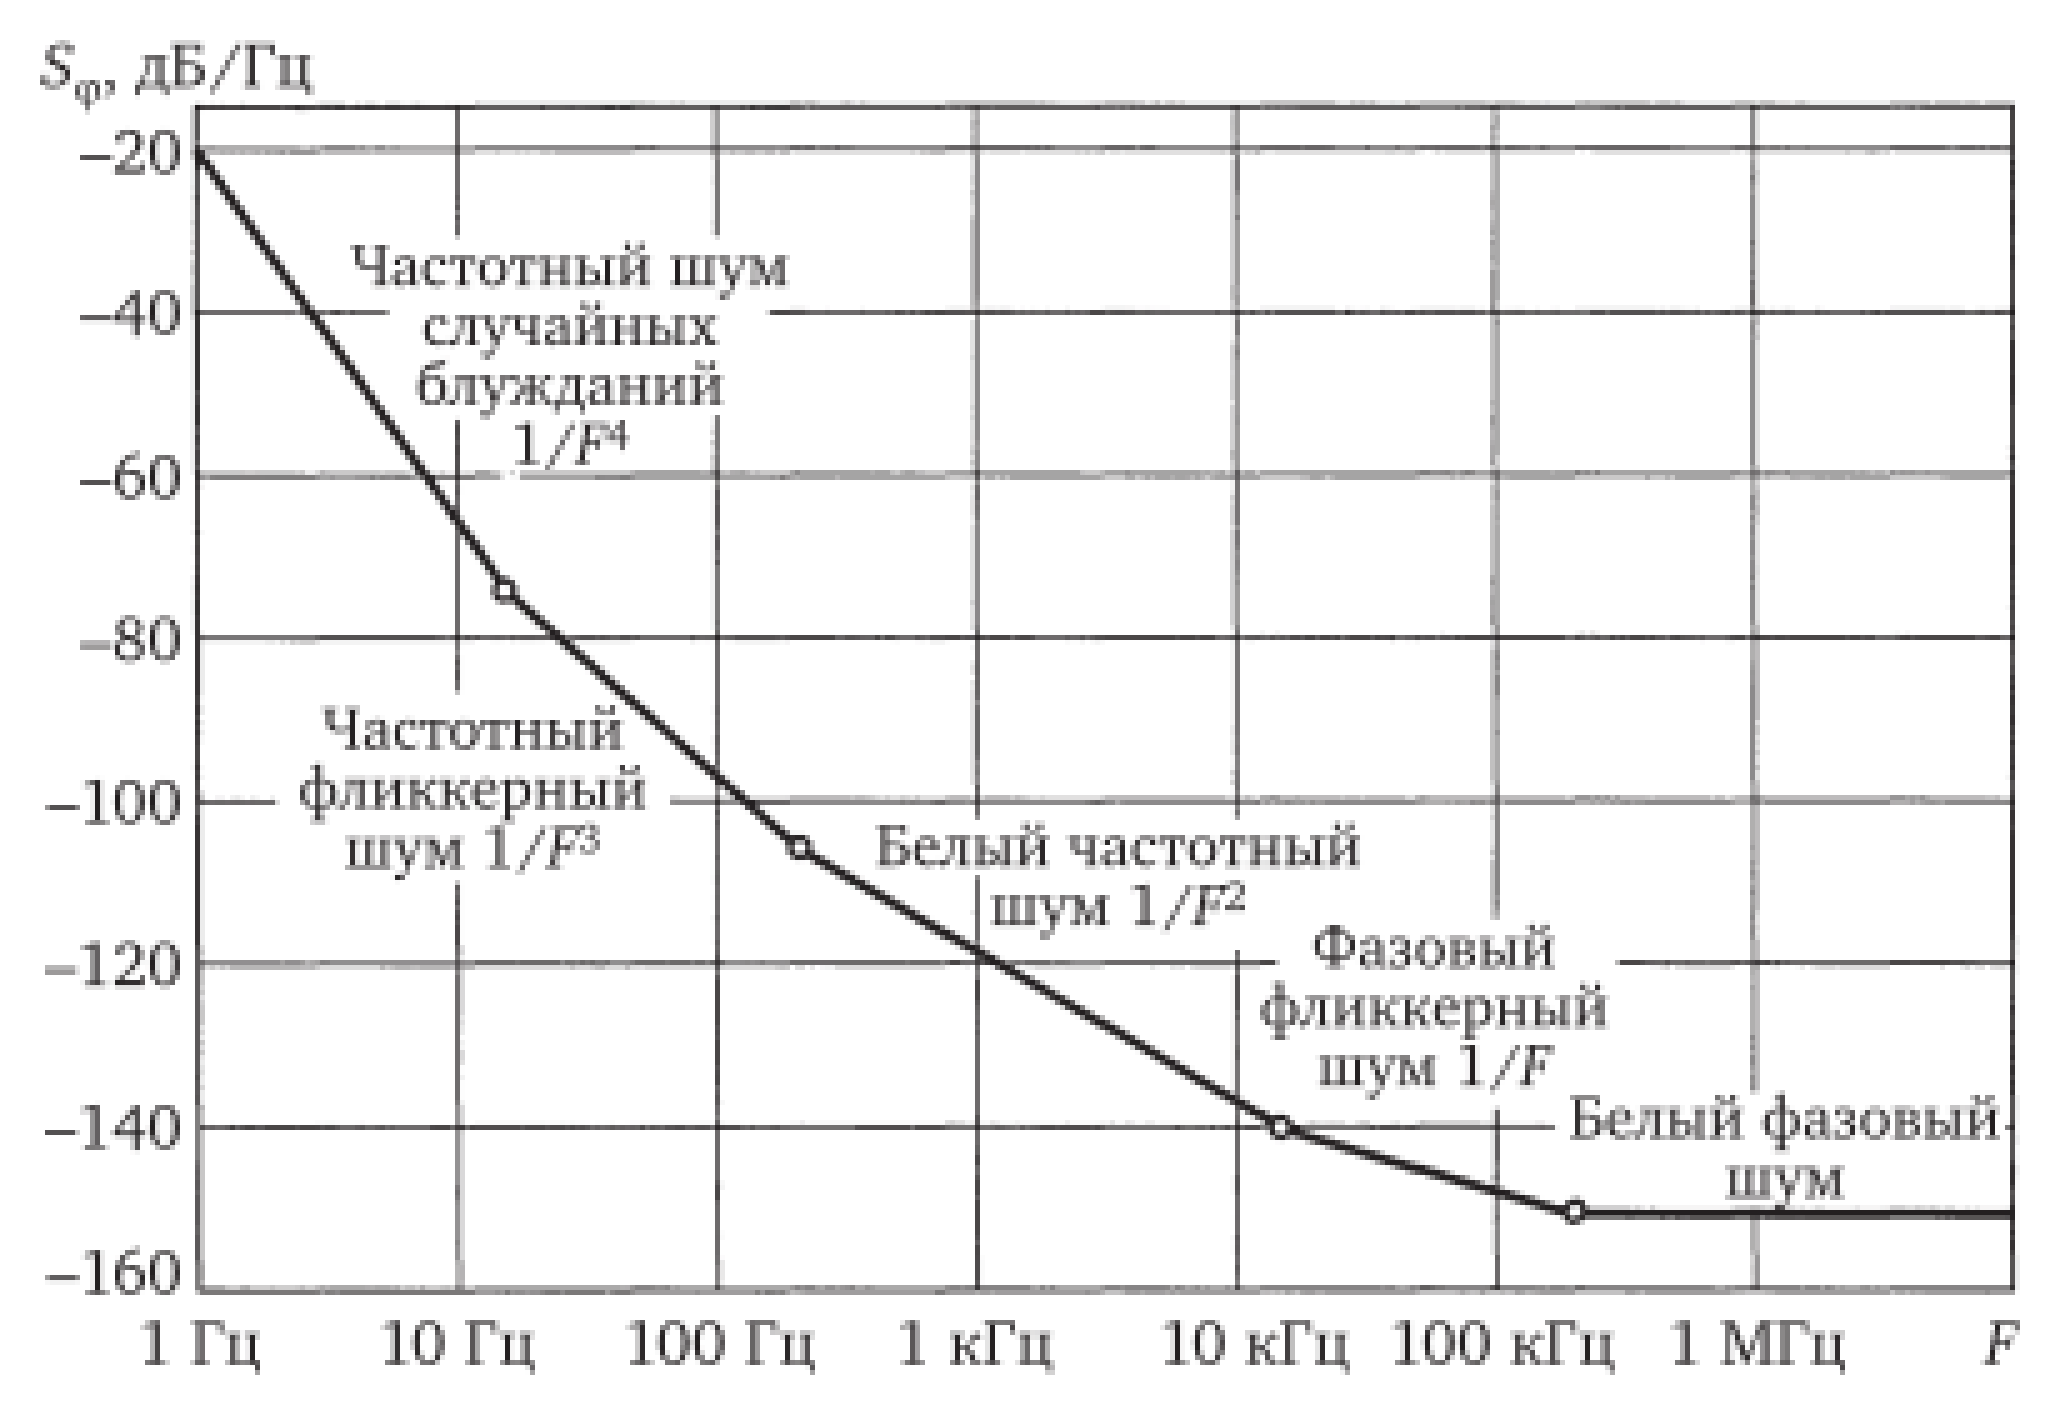 Sφ, дБ/Гц
–20
–40
–60
–80
–100
–120
–140
–160
Частотный шум
случайных
блужданий
1/F⁴
Частотный
фликкерный
шум 1/F³
Белый частотный
шум 1/F²
Фазовый
фликкерный
шум 1/F
Белый фазовый
шум
1 Гц 10 Гц 100 Гц 1 кГц 10 кГц 100 кГц 1 МГц F